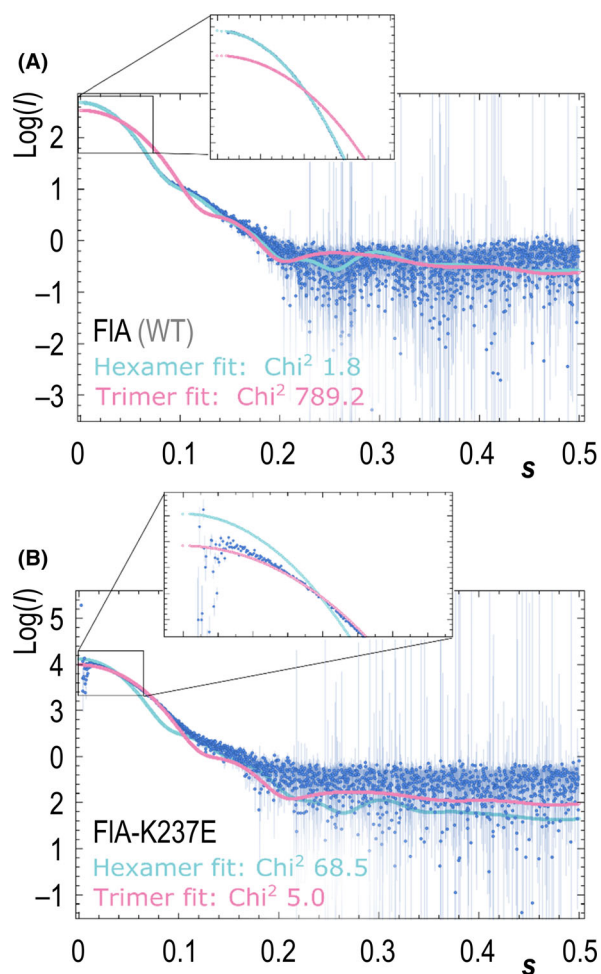 (A)
Log(I)
2
1
0
−1
−2
−3
FIA (WT)
Hexamer fit: Chi² 1.8
Trimer fit: Chi² 789.2
0 0.1 0.2 0.3 0.4 0.5
s
(B)
Log(I)
5
4
3
0
2
1
−1
FIA-K237E
Hexamer fit: Chi² 68.5
Trimer fit: Chi² 5.0
0 0.1 0.2 0.3 0.4 0.5
s